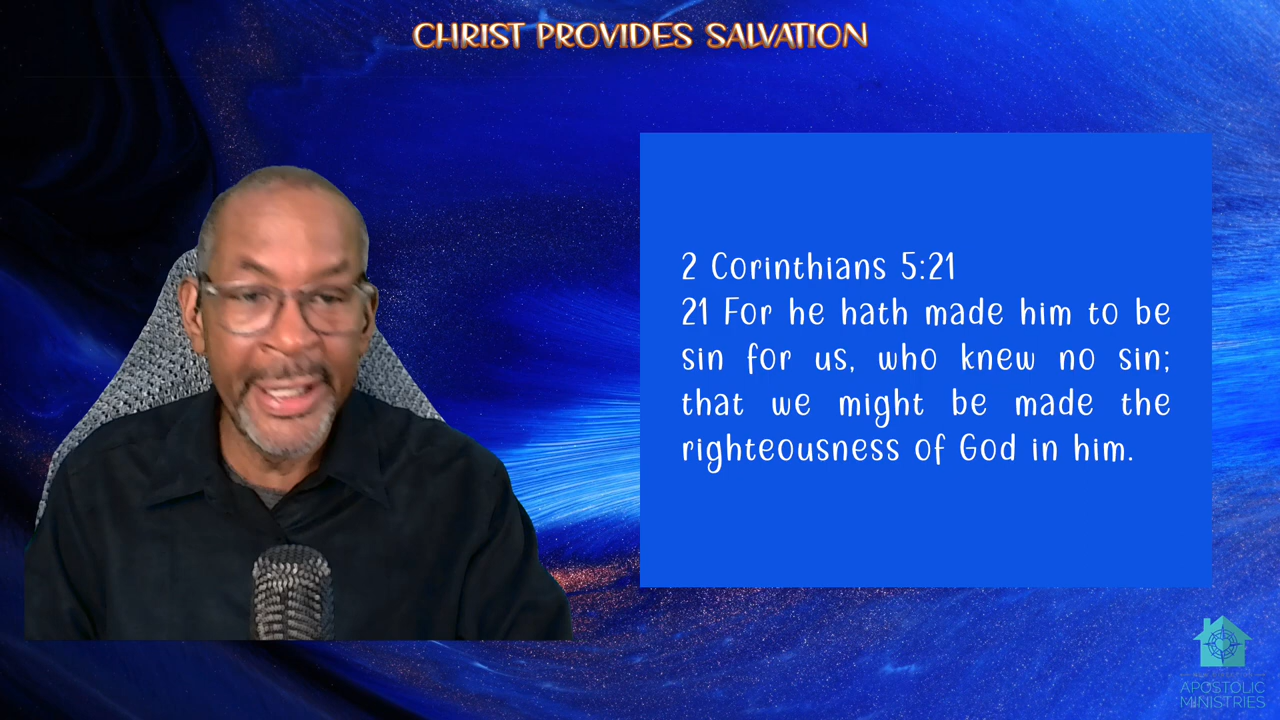 CHRIST PROVIDES SALVATION
2 Corinthians 5:21
21 For he hath made him to be
sin for us, who knew no sin;
that we might be made the
righteousness of God in him.
APOSTOLIC
MINISTRIES